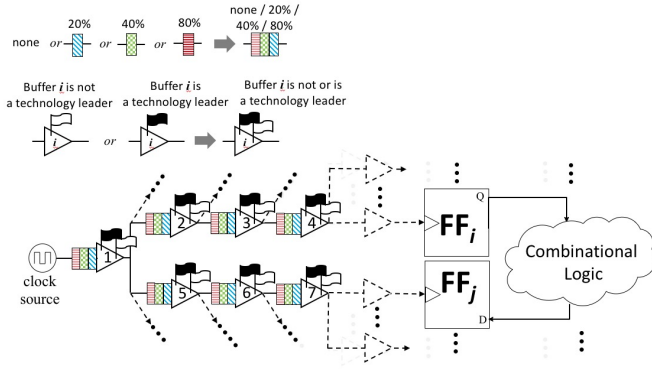 none / 20% /
20% 40% 80% 40% / 80%
none or or or
Buffer i is not
a technology leader
Buffer i is
a technology leader
Buffer i is not or is
a technology leader
i or i i
Q
2 3 4
FFi
1
Combinational
Logic
clock
source
5 6 7
FFj
D